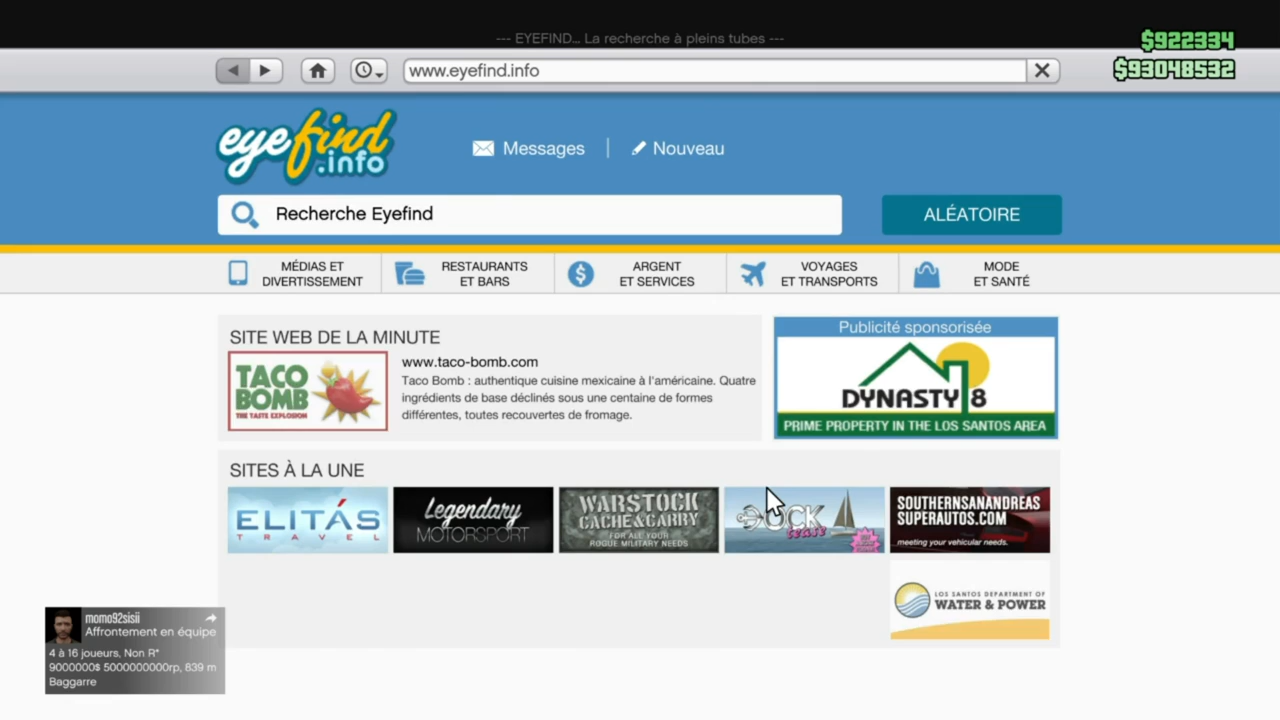 --- EYEFIND... La recherche à pleins tubes ---
$922334
www.eyefind.info
$93048532
eyefind
.info
Messages
Nouveau
Recherche Eyefind
ALÉATOIRE
MÉDIAS ET
DIVERTISSEMENT
RESTAURANTS
ET BARS
ARGENT
ET SERVICES
VOYAGES
ET TRANSPORTS
MODE
ET SANTÉ
SITE WEB DE LA MINUTE
TACO
BOMB
THE TASTE EXPLOSION
www.taco-bomb.com
Taco Bomb : authentique cuisine mexicaine à l'américaine. Quatre
ingrédients de base déclinés sous une centaine de formes
différentes, toutes recouvertes de fromage.
Publicité sponsorisée
DYNASTY 8
PRIME PROPERTY IN THE LOS SANTOS AREA
SITES À LA UNE
ELITÁS
TRAVEL
Legendary
MOTORSPORT
WARSTOCK
CACHE&CARRY
FOR ALL YOUR
ROGUE MILITARY NEEDS
DOCK
tease
SOUTHERNSANANDREAS
SUPERAUTOS.COM
meeting your vehicular needs.
LOS SANTOS DEPARTMENT OF
WATER & POWER
momo92sisii
Affrontement en équipe
4 à 16 joueurs, Non R*
9000000$ 5000000000rp, 839 m
Baggarre